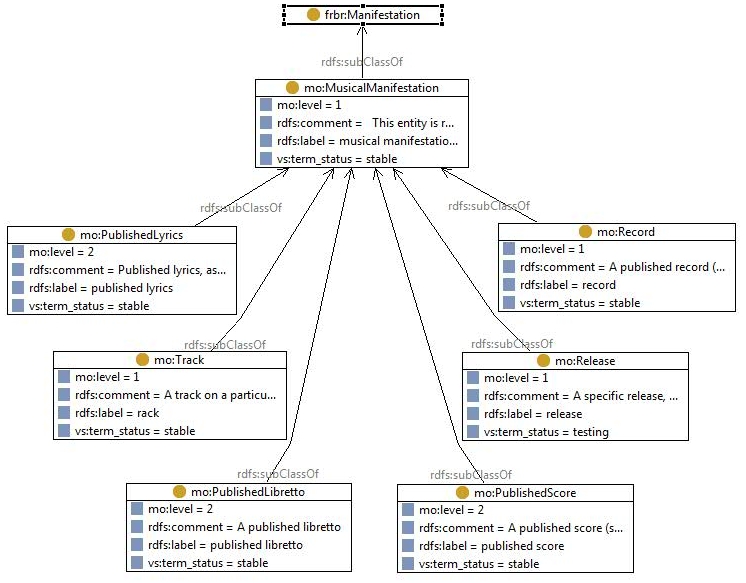 frbr:Manifestation
rdfs:subClassOf
mo:MusicalManifestation
mo:level = 1
rdfs:comment =   This entity is r...
rdfs:label = musical manifestatio...
vs:term_status = stable
rdfs:subClassOf
rdfs:subClassOf
mo:PublishedLyrics
mo:level = 2
rdfs:comment = Published lyrics, as...
rdfs:label = published lyrics
vs:term_status = stable
mo:Record
mo:level = 1
rdfs:comment = A published record (...
rdfs:label = record
vs:term_status = stable
rdfs:subClassOf
mo:Track
mo:level = 1
rdfs:comment = A track on a particu...
rdfs:label = rack
vs:term_status = stable
rdfs:subClassOf
mo:Release
mo:level = 1
rdfs:comment = A specific release, ...
rdfs:label = release
vs:term_status = testing
rdfs:subClassOf
mo:PublishedLibretto
mo:level = 2
rdfs:comment = A published libretto
rdfs:label = published libretto
vs:term_status = stable
rdfs:subClassOf
mo:PublishedScore
mo:level = 2
rdfs:comment = A published score (s...
rdfs:label = published score
vs:term_status = stable